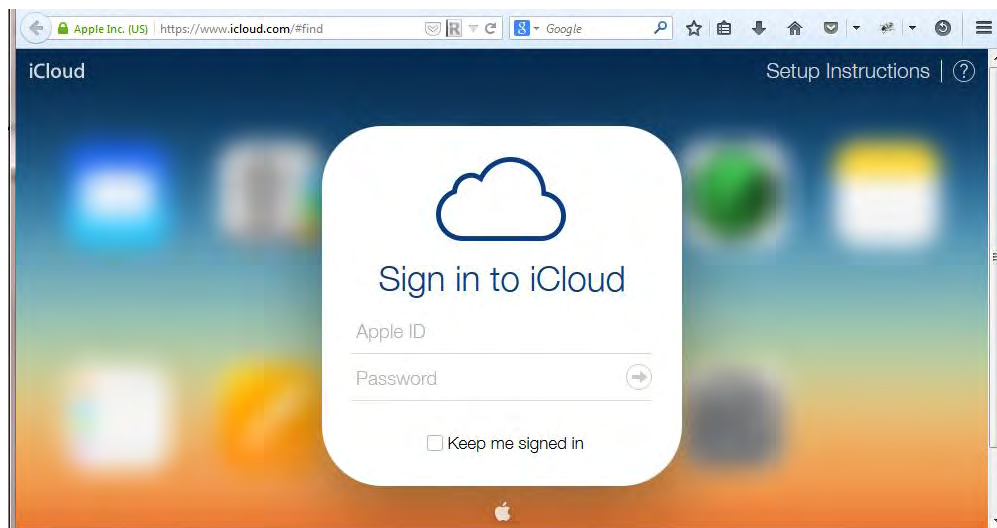 Apple Inc. (US) https://www.icloud.com/#find Google
iCloud Setup Instructions ?
Sign in to iCloud
Apple ID
Password
Keep me signed in